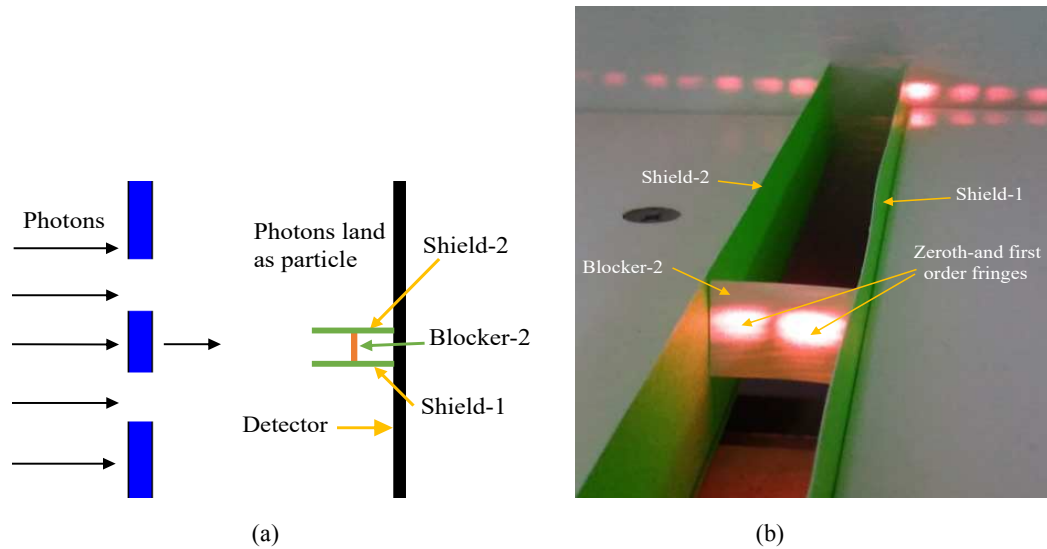 Photons
Photons land
as particle
Shield-2
Blocker-2
Shield-1
Detector
(a)
Shield-2
Shield-1
Blocker-2
Zeroth-and first
order fringes
(b)